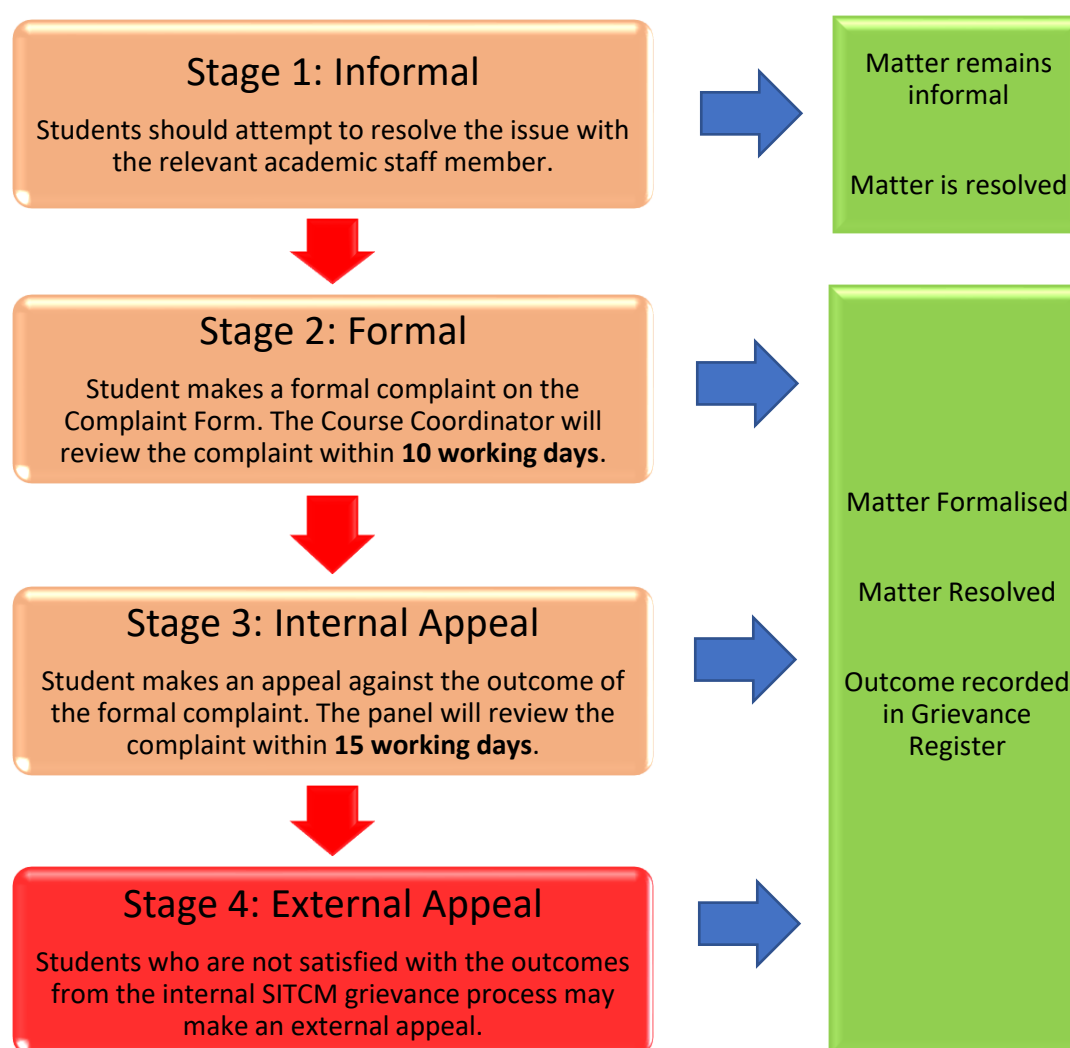 Stage 1: Informal
Students should attempt to resolve the issue with
the relevant academic staff member.
Matter remains
informal
Matter is resolved
Stage 2: Formal
Student makes a formal complaint on the
Complaint Form. The Course Coordinator will
review the complaint within 10 working days.
Stage 3: Internal Appeal
Student makes an appeal against the outcome of
the formal complaint. The panel will review the
complaint within 15 working days.
Stage 4: External Appeal
Students who are not satisfied with the outcomes
from the internal SITCM grievance process may
make an external appeal.
Matter Formalised
Matter Resolved
Outcome recorded
in Grievance
Register